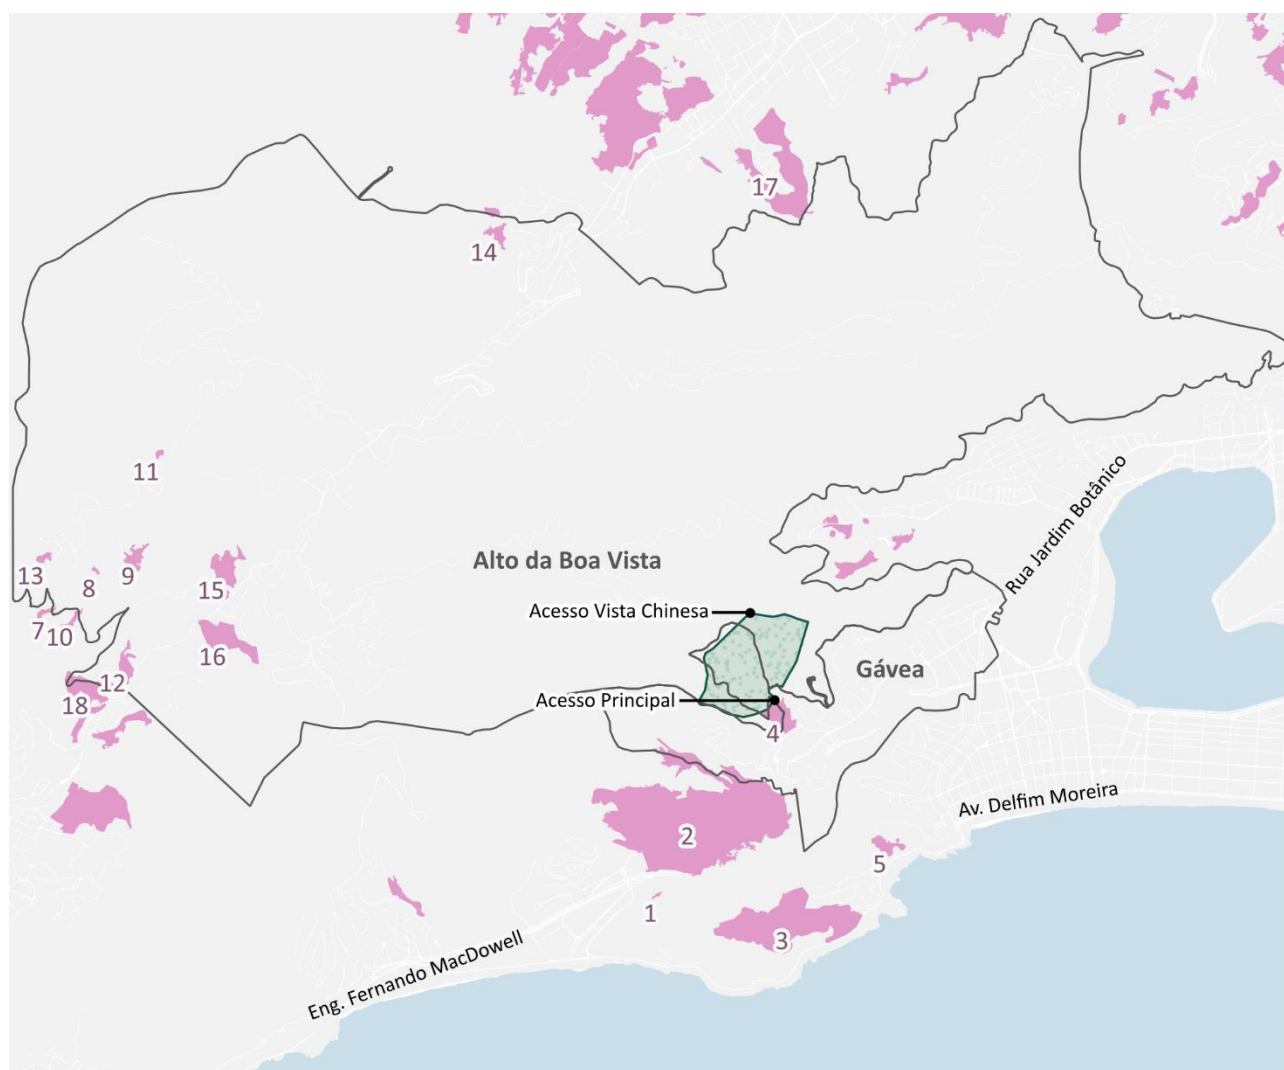 17
14
Rua Jardim Botânico
11
Alto da Boa Vista
13
8
9
15
Acesso Vista Chinesa
7
10
16
Gávea
12
18
Acesso Principal
4
Av. Delfim Moreira
2
5
1
3
Eng. Fernando MacDowell